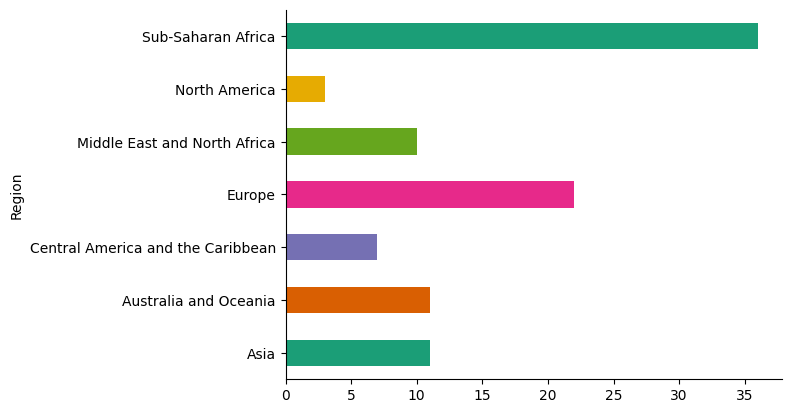 Sub-Saharan Africa
North America
Middle East and North Africa
Europe
Central America and the Caribbean
Australia and Oceania
Asia
Region
0 5 10 15 20 25 30 35